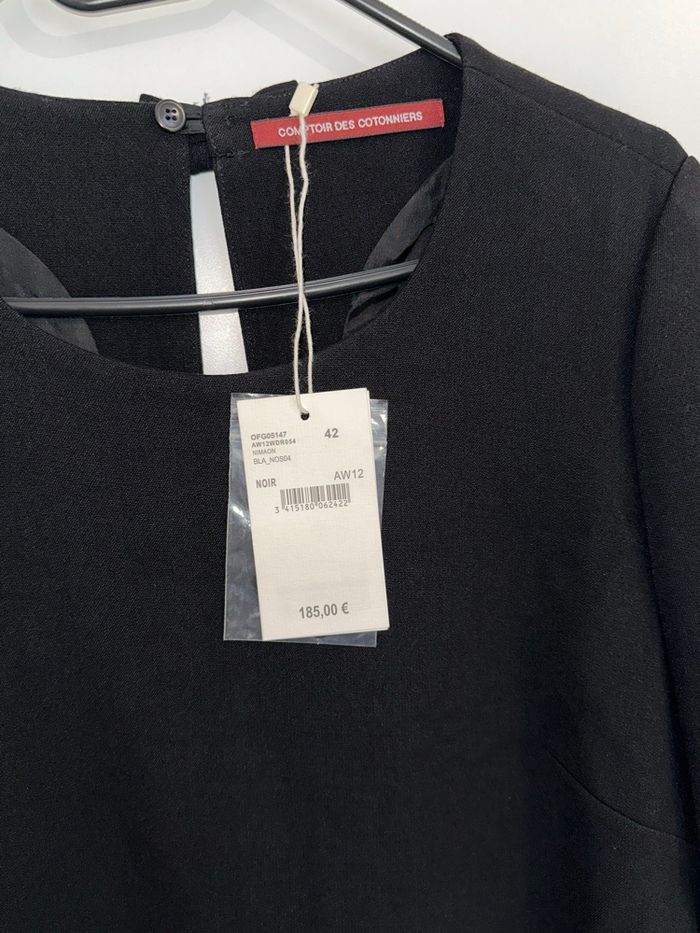 COMPTOIR DES COTONNIERS
OFG05147 42
AW12WDR054
NIMAON
BLA_NOS04
NOIR AW12
3 415180 062422
185,00 €